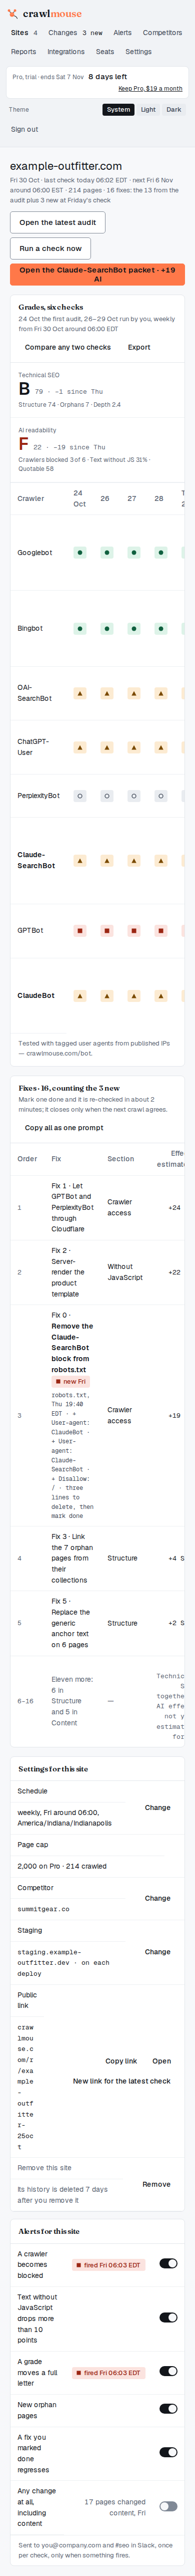 crawlmouse
Sites 4 Changes 3 new Alerts Competitors
Reports Integrations Seats Settings
Pro, trial · ends Sat 7 Nov 8 days left
Keep Pro, $19 a month
Theme System Light Dark
Sign out
example-outfitter.com
Fri 30 Oct · last check today 06:02 EDT · next Fri 6 Nov
around 06:00 EST · 214 pages · 16 fixes: the 13 from the
audit plus 3 new at Friday's check
Open the latest audit
Run a check now
Open the Claude-SearchBot packet · +19
AI
Grades, six checks
24 Oct the first audit, 26–29 Oct run by you, weekly
from Fri 30 Oct around 06:00 EDT
Compare any two checks Export
Technical SEO
B 79 · −1 since Thu
Structure 74 · Orphans 7 · Depth 2.4
AI readability
F 22 · −19 since Thu
Crawlers blocked 3 of 6 · Text without JS 31% ·
Quotable 58
Crawler 24 Oct 26 27 28
Googlebot
Bingbot
OAI-
SearchBot
ChatGPT-
User
PerplexityBot
Claude-
SearchBot
GPTBot
ClaudeBot
Tested with tagged user agents from published IPs
— crawlmouse.com/bot.
Fixes · 16, counting the 3 new
Mark one done and it is re-checked in about 2
minutes; it closes only when the next crawl agrees.
Copy all as one prompt
Order Fix Section
1 Fix 1 · Let
GPTBot and
PerplexityBot
through
Cloudflare
Crawler
access
+24
2 Fix 2 ·
Server-
render the
product
template
Without
JavaScript
+22
3 Fix 0 ·
Remove the
Claude-
SearchBot
block from
robots.txt
new Fri
robots.txt,
Thu 19:40
EDT · +
User-agent:
ClaudeBot ·
+ User-
agent:
Claude-
SearchBot ·
+ Disallow:
/ · three
lines to
delete, then
mark done
Crawler
access
+19
4 Fix 3 · Link
the 7 orphan
pages from
their
collections
Structure
+4
5 Fix 5 ·
Replace the
generic
anchor text
on 6 pages
Structure
+2
6–16 Eleven more:
6 in
Structure
and 5 in
Content
—
Settings for this site
Schedule
weekly, Fri around 06:00,
America/Indiana/Indianapolis
Change
Page cap
2,000 on Pro · 214 crawled
Competitor
summitgear.co
Change
Staging
staging.example-
outfitter.dev · on each
deploy
Change
Public
link
craw
lmou
se.c
om/r
/exa
mple
-
outf
itte
r-
25oc
t
Copy link Open
New link for the latest check
Remove this site
Its history is deleted 7 days
after you remove it
Remove
Alerts for this site
A crawler
becomes
blocked
fired Fri 06:03 EDT
Text without
JavaScript
drops more
than 10
points
A grade
moves a full
letter
fired Fri 06:03 EDT
New orphan
pages
A fix you
marked
done
regresses
Any change
at all,
including
content
17 pages changed
content, Fri
Sent to you@company.com and #seo in Slack, once
per check, only when something fires.